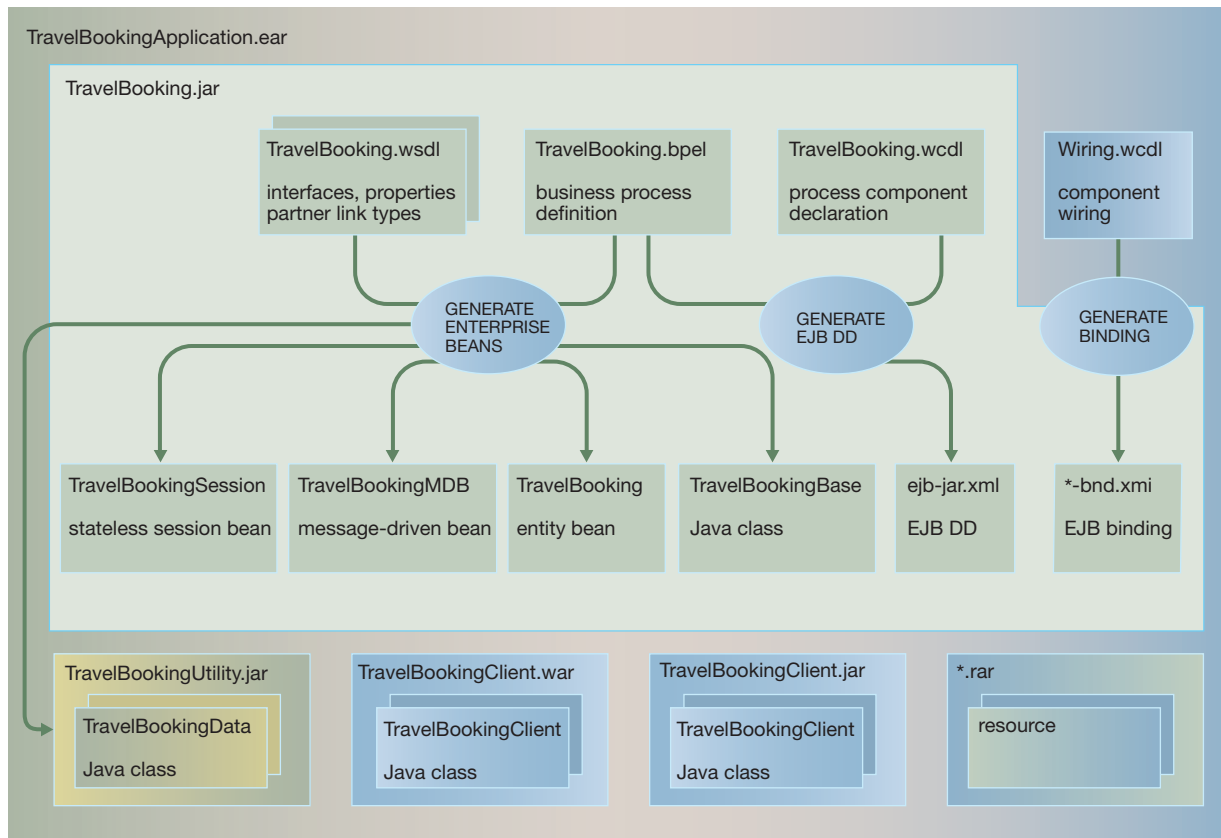 TravelBookingApplication.ear
TravelBooking.jar
TravelBooking.wsdl
interfaces, properties
partner link types
TravelBooking.bpel
business process
definition
TravelBooking.wcdl
process component
declaration
Wiring.wcdl
component
wiring
GENERATE
ENTERPRISE
BEANS
GENERATE
EJB DD
GENERATE
BINDING
TravelBookingSession
stateless session bean
TravelBookingMDB
message-driven bean
TravelBooking
entity bean
TravelBookingBase
Java class
ejb-jar.xml
EJB DD
*-bnd.xmi
EJB binding
TravelBookingUtility.jar
TravelBookingData
Java class
TravelBookingClient.war
TravelBookingClient
Java class
TravelBookingClient.jar
TravelBookingClient
Java class
*.rar
resource